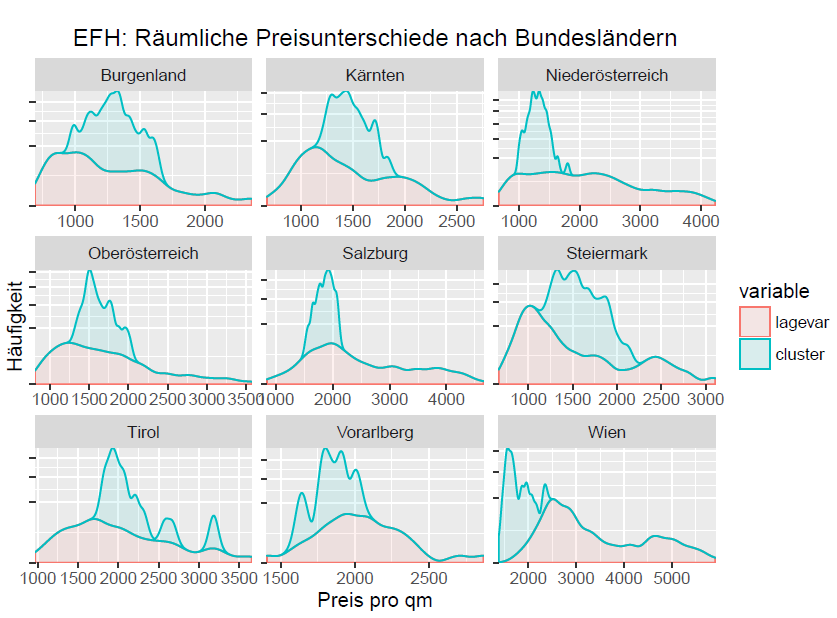 EFH: Räumliche Preisunterschiede nach Bundesländern
Burgenland
Kärnten
Niederösterreich
1000 1500 2000
1000 1500 2000 2500
1000 2000 3000 4000
Oberösterreich
Salzburg
Steiermark
1000 1500 2000 2500 3000 3500
1000 2000 3000 4000
1000 1500 2000 2500 3000
Tirol
Vorarlberg
Wien
1000 1500 2000 2500 3000 3500
1500 2000 2500
2000 3000 4000 5000
Preis pro qm
Häufigkeit
variable
lagevar
cluster